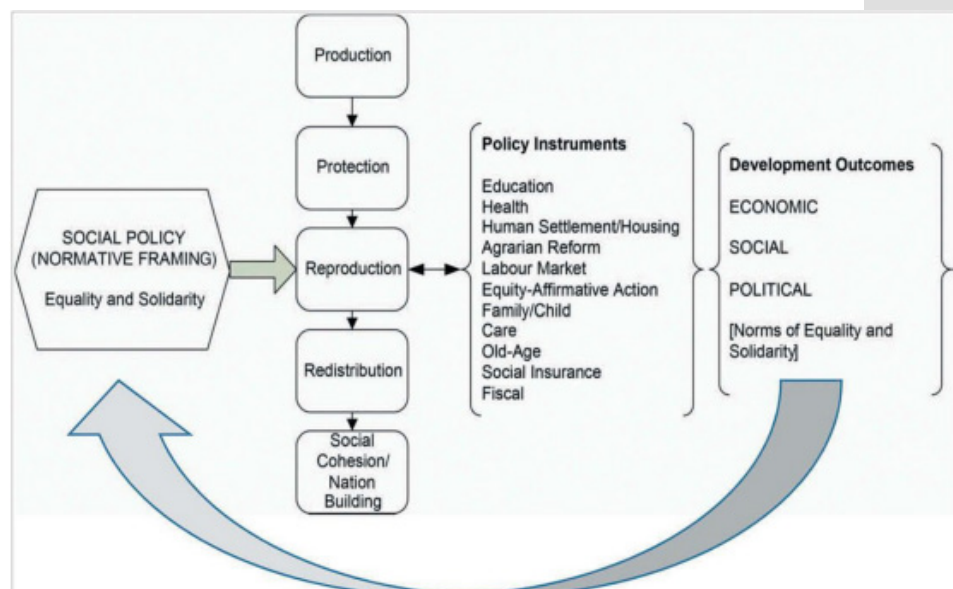 Production
Protection
SOCIAL POLICY
(NORMATIVE FRAMING)
Equality and Solidarity
Reproduction
Redistribution
Social
Cohesion/
Nation
Building
Policy Instruments
Education
Health
Human Settlement/Housing
Agrarian Reform
Labour Market
Equity-Affirmative Action
Family/Child
Care
Old-Age
Social Insurance
Fiscal
Development Outcomes
ECONOMIC
SOCIAL
POLITICAL
[Norms of Equality and
Solidarity]